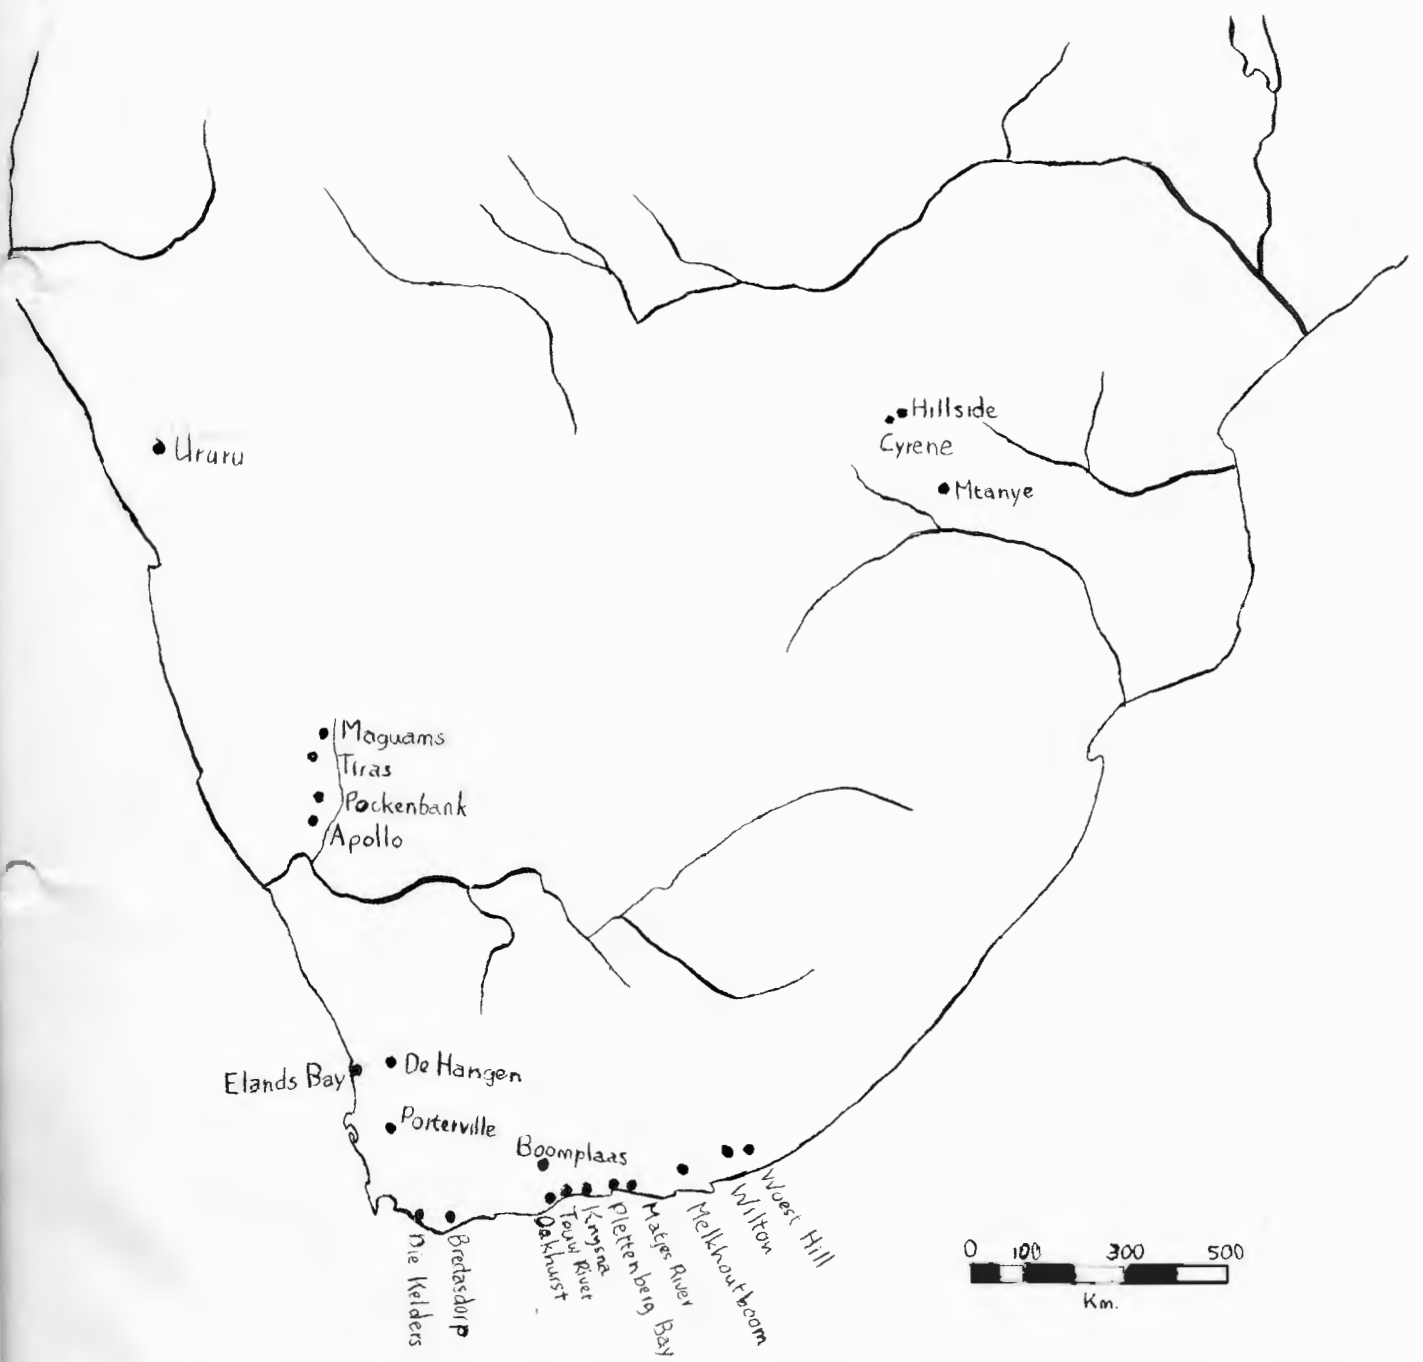 Hillside
Cyrene
Ururu
Mtanye
Maguams
Tiras
Pockenbank
Apollo
De Hangen
Elands Bay
Porterville
Boomplaas
Die Kelders
Bredasdorp
Oakhurst
Touw River
Knysna
Plettenberg Bay
Matjes River
Melkhoutboom
Wilton
Wuest Hill
0 100 300 500
Km.